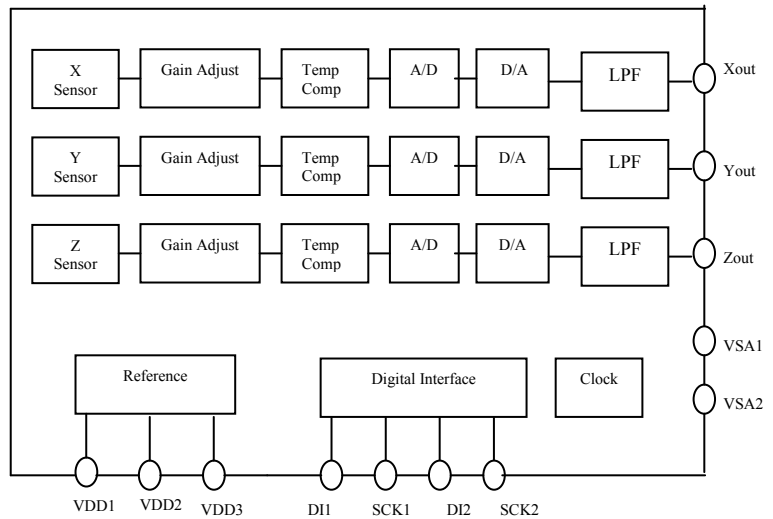 X
Sensor
Gain Adjust
Temp
Comp
A/D
D/A
LPF
Xout
Y
Sensor
Gain Adjust
Temp
Comp
A/D
D/A
LPF
Yout
Z
Sensor
Gain Adjust
Temp
Comp
A/D
D/A
LPF
Zout
VSA1
Reference
Digital Interface
Clock
VSA2
VDD1
VDD2
VDD3
DI1
SCK1
DI2
SCK2